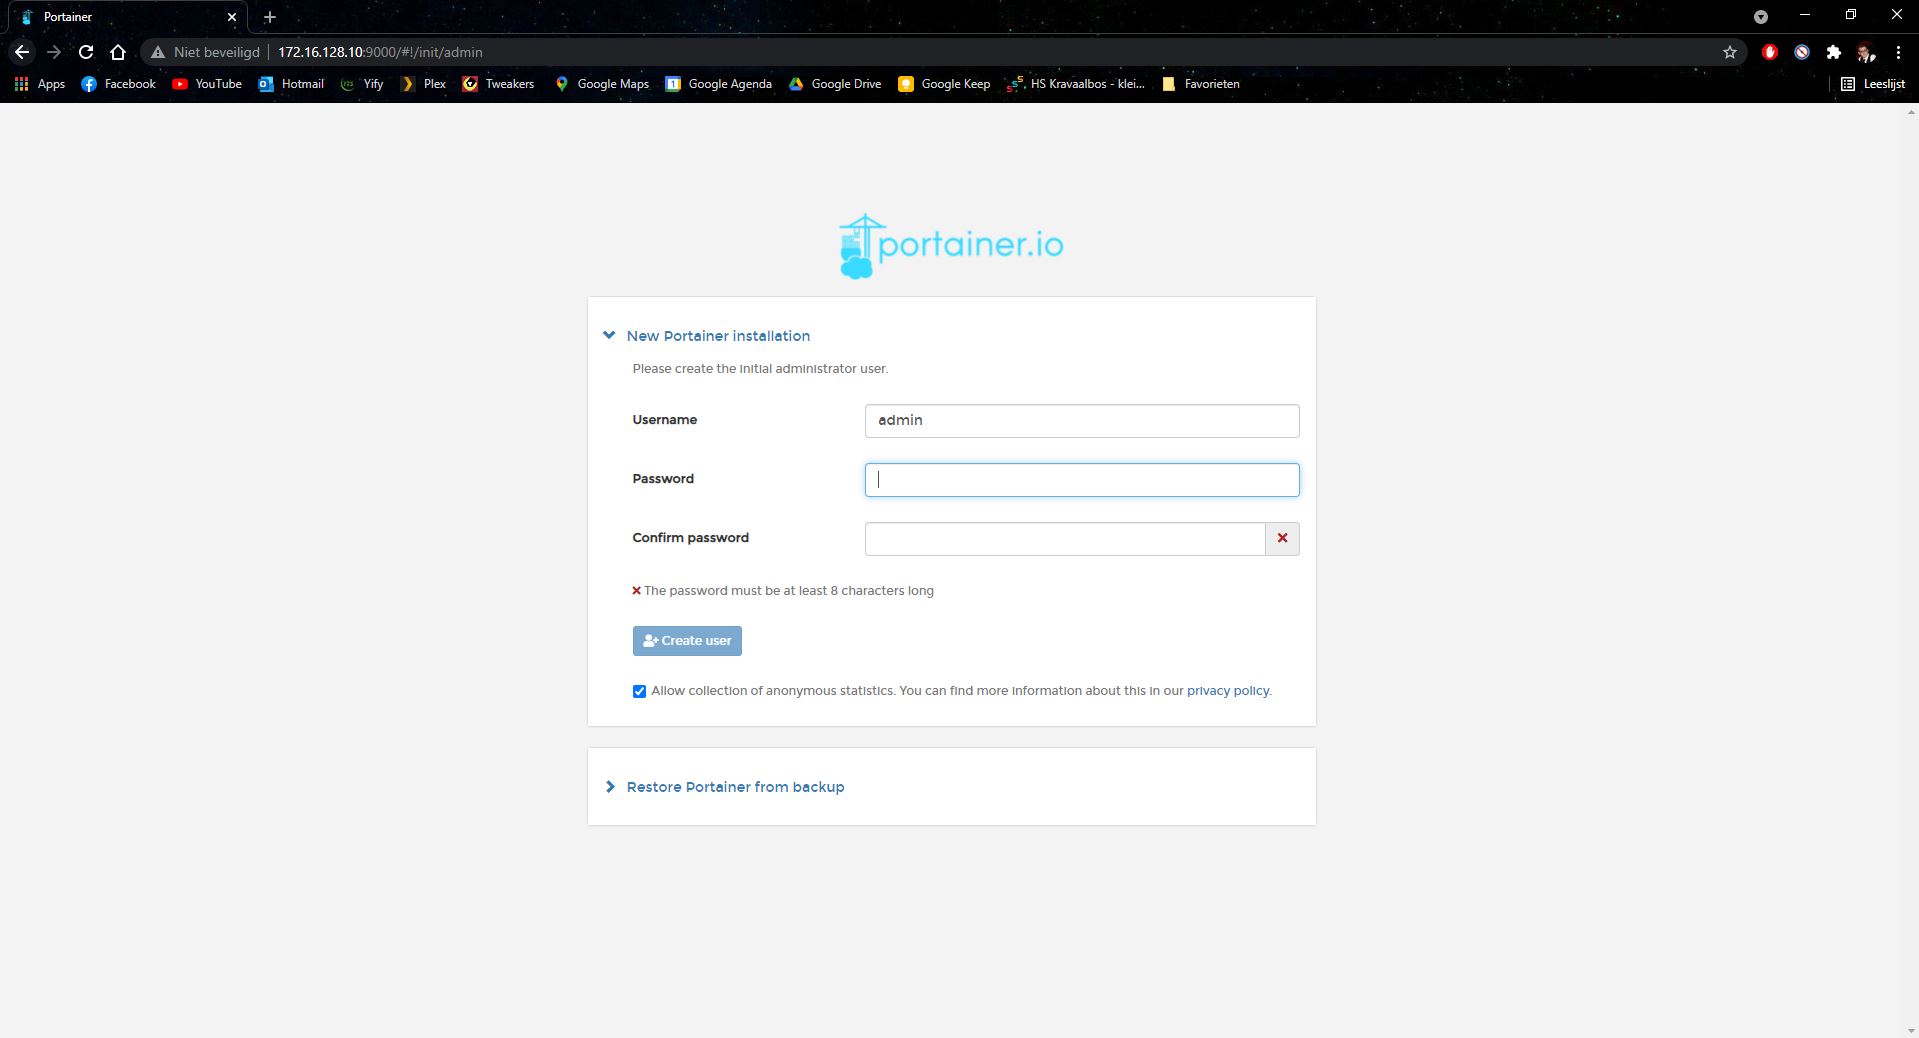 Portainer
Niet beveiligd 172.16.128.10:9000/#!/init/admin
Apps Facebook YouTube Hotmail Yify Plex Tweakers Google Maps Google Agenda Google Drive Google Keep HS Kravaalbos - klei... Favorieten Leeslijst
portainer.io
New Portainer installation
Please create the initial administrator user.
Username admin
Password
Confirm password
The password must be at least 8 characters long
Create user
Allow collection of anonymous statistics. You can find more information about this in our privacy policy.
Restore Portainer from backup